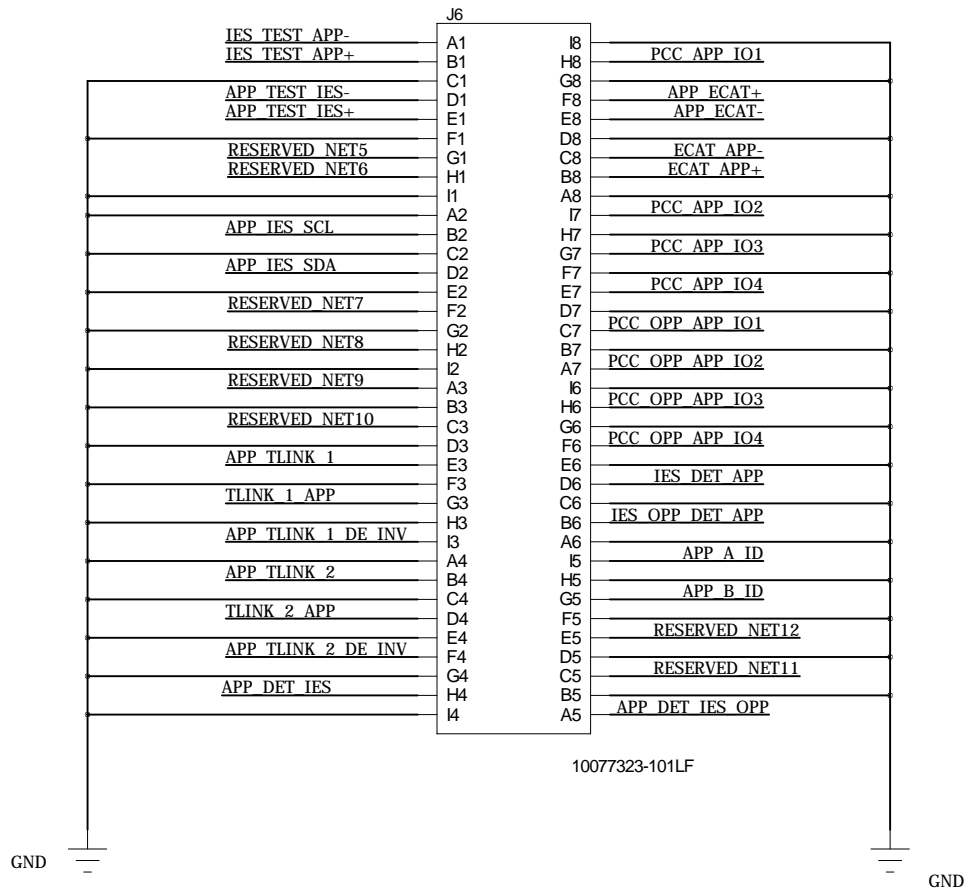 J6
IES_TEST_APP- A1 I8
IES_TEST_APP+ B1 H8 PCC_APP_IO1
C1 G8
APP_TEST_IES- D1 F8 APP_ECAT+
APP_TEST_IES+ E1 E8 APP_ECAT-
F1 D8
RESERVED_NET5 G1 C8 ECAT_APP-
RESERVED_NET6 H1 B8 ECAT_APP+
I1 A8
A2 I7 PCC_APP_IO2
APP_IES_SCL B2 H7
C2 G7 PCC_APP_IO3
APP_IES_SDA D2 F7
E2 E7 PCC_APP_IO4
RESERVED_NET7 F2 D7
G2 C7 PCC_OPP_APP_IO1
RESERVED_NET8 H2 B7
I2 A7 PCC_OPP_APP_IO2
RESERVED_NET9 A3 I6
B3 H6 PCC_OPP_APP_IO3
RESERVED_NET10 C3 G6
D3 F6 PCC_OPP_APP_IO4
APP_TLINK_1 E3 E6
F3 D6 IES_DET_APP
TLINK_1_APP G3 C6
H3 B6 IES_OPP_DET_APP
APP_TLINK_1_DE_INV I3 A6
A4 I5 APP_A_ID
APP_TLINK_2 B4 H5
C4 G5 APP_B_ID
TLINK_2_APP D4 F5
E4 E5 RESERVED_NET12
APP_TLINK_2_DE_INV F4 D5
G4 C5 RESERVED_NET11
APP_DET_IES H4 B5
I4 A5 APP_DET_IES_OPP
10077323-101LF
GND
GND